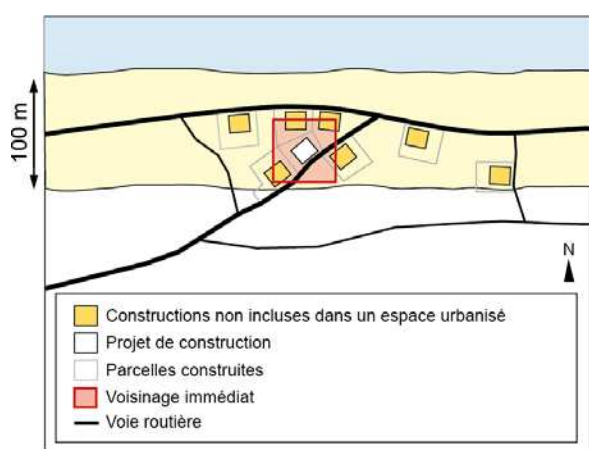 100 m
N
Constructions non incluses dans un espace urbanisé
Projet de construction
Parcelles construites
Voisinage immédiat
Voie routière